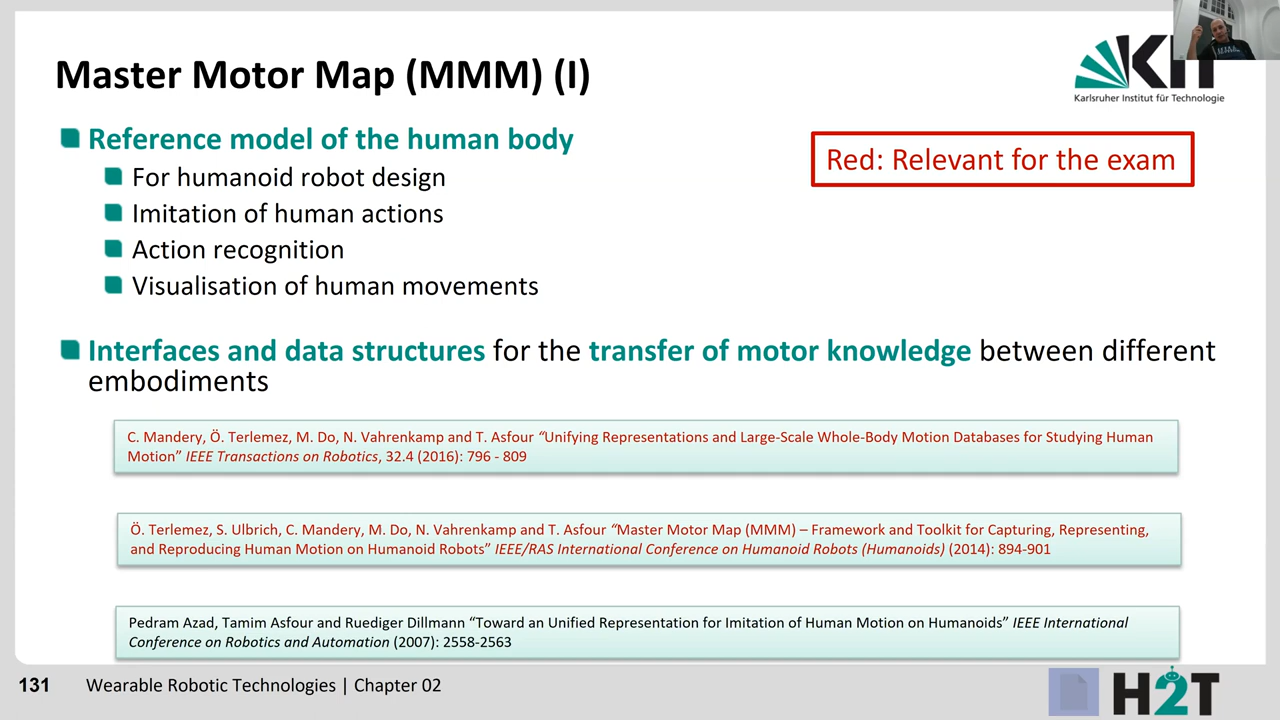 Master Motor Map (MMM) (I)
KIT
Karlsruher Institut für Technologie
Reference model of the human body
Red: Relevant for the exam
For humanoid robot design
Imitation of human actions
Action recognition
Visualisation of human movements
Interfaces and data structures for the transfer of motor knowledge between different
embodiments
C. Mandery, Ö. Terlemez, M. Do, N. Vahrenkamp and T. Asfour “Unifying Representations and Large-Scale Whole-Body Motion Databases for Studying Human
Motion” IEEE Transactions on Robotics, 32.4 (2016): 796 - 809
Ö. Terlemez, S. Ulbrich, C. Mandery, M. Do, N. Vahrenkamp and T. Asfour “Master Motor Map (MMM) – Framework and Toolkit for Capturing, Representing,
and Reproducing Human Motion on Humanoid Robots” IEEE/RAS International Conference on Humanoid Robots (Humanoids) (2014): 894-901
Pedram Azad, Tamim Asfour and Ruediger Dillmann “Toward an Unified Representation for Imitation of Human Motion on Humanoids” IEEE International
Conference on Robotics and Automation (2007): 2558-2563
131 Wearable Robotic Technologies | Chapter 02
H2T